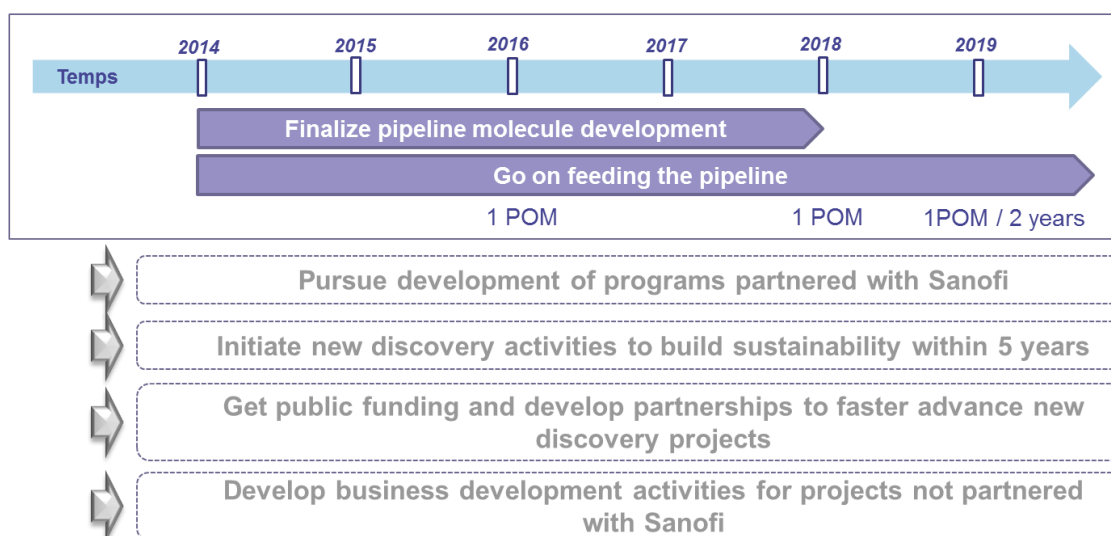 2014 2015 2016 2017 2018 2019
Temps
Finalize pipeline molecule development
Go on feeding the pipeline
1 POM 1 POM 1POM / 2 years
Pursue development of programs partnered with Sanofi
Initiate new discovery activities to build sustainability within 5 years
Get public funding and develop partnerships to faster advance new
discovery projects
Develop business development activities for projects not partnered
with Sanofi